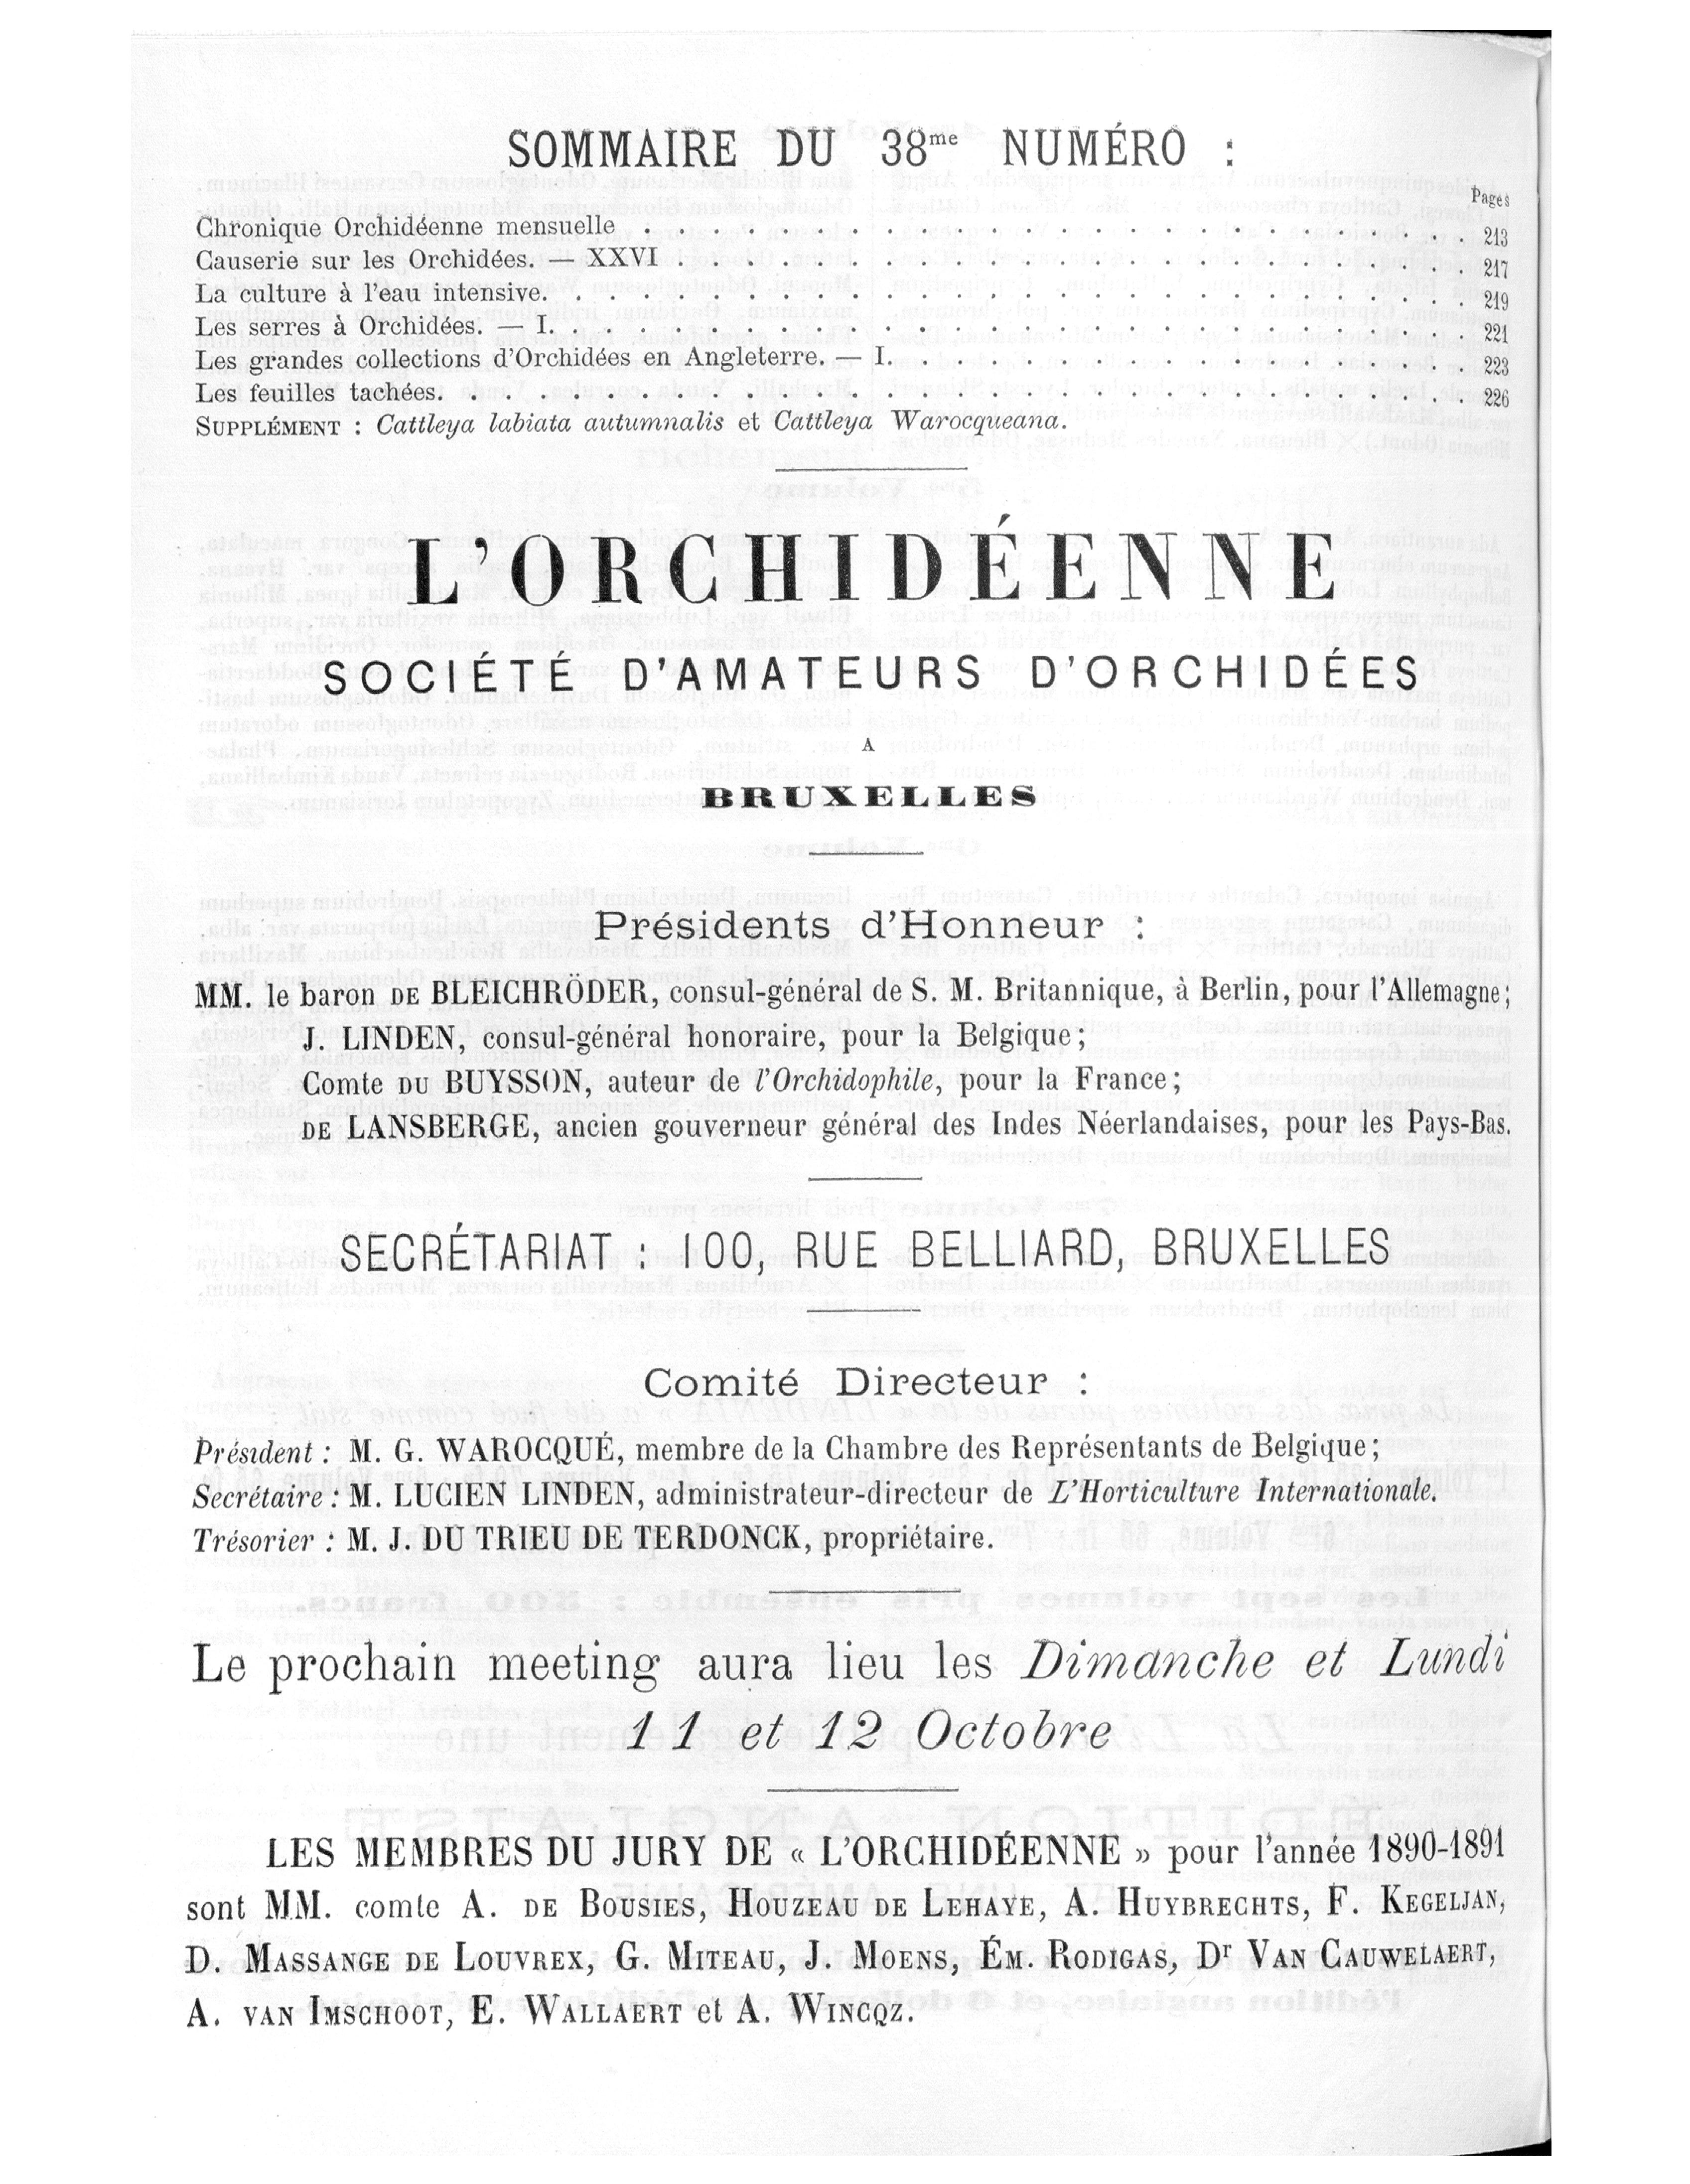 SOMMAIRE DU 38me NUMÉRO :
Pages
Chronique Orchidéenne mensuelle . . . . . . . . . . . . . . . . . . . . . . . . 213
Causerie sur les Orchidées. — XXVI . . . . . . . . . . . . . . . . . . . . . . . 217
La culture à l'eau intensive. . . . . . . . . . . . . . . . . . . . . . . . . . . 219
Les serres à Orchidées. — I. . . . . . . . . . . . . . . . . . . . . . . . . . . 221
Les grandes collections d'Orchidées en Angleterre. — I. . . . . . . . . . . . . . . . . . 223
Les feuilles tachées. . . . . . . . . . . . . . . . . . . . . . . . . . . . . . 226
SUPPLÉMENT : Cattleya labiata autumnalis et Cattleya Warocqueana.
L'ORCHIDÉENNE
SOCIÉTÉ D'AMATEURS D'ORCHIDÉES
A
BRUXELLES
Présidents d'Honneur :
MM. le baron DE BLEICHRÖDER, consul-général de S. M. Britannique, à Berlin, pour l'Allemagne;
J. LINDEN, consul-général honoraire, pour la Belgique;
Comte DU BUYSSON, auteur de l'Orchidophile, pour la France;
DE LANSBERGE, ancien gouverneur général des Indes Néerlandaises, pour les Pays-Bas.
SECRÉTARIAT : 100, RUE BELLIARD, BRUXELLES
Comité Directeur :
Président : M. G. WAROCQUÉ, membre de la Chambre des Représentants de Belgique;
Secrétaire : M. LUCIEN LINDEN, administrateur-directeur de L'Horticulture Internationale.
Trésorier : M. J. DU TRIEU DE TERDONCK, propriétaire.
Le prochain meeting aura lieu les Dimanche et Lundi
11 et 12 Octobre
LES MEMBRES DU JURY DE « L'ORCHIDÉENNE » pour l'année 1890-1891
sont MM. comte A. DE BOUSIES, HOUZEAU DE LEHAYE, A. HUYBRECHTS, F. KEGELJAN,
D. MASSANGE DE LOUVREX, G. MITEAU, J. MOENS, ÉM. RODIGAS, Dr VAN CAUWELAERT,
A. VAN IMSCHOOT, E. WALLAERT et A. WINCQZ.